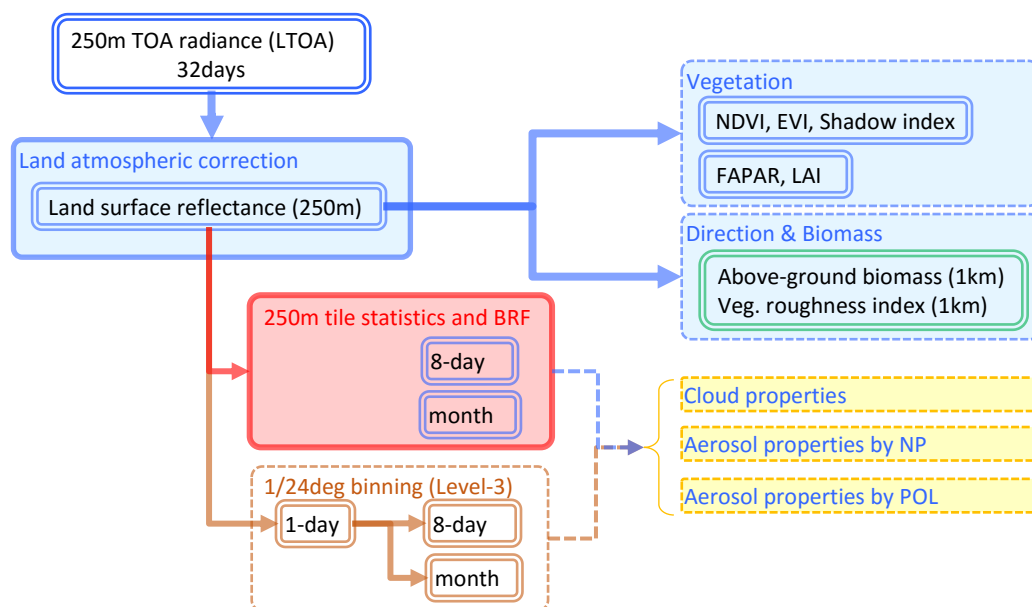 250m TOA radiance (LTOA)
32days
Land atmospheric correction
Land surface reflectance (250m)
Vegetation
NDVI, EVI, Shadow index
FAPAR, LAI
Direction & Biomass
Above-ground biomass (1km)
Veg. roughness index (1km)
250m tile statistics and BRF
8-day
month
1/24deg binning (Level-3)
1-day
8-day
month
Cloud properties
Aerosol properties by NP
Aerosol properties by POL